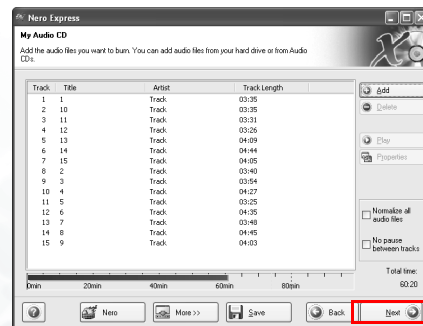 Nero Express
My Audio CD
Add the audio files you want to burn. You can add audio files from your hard drive or from Audio
CDs.
Track Title Artist Track Length
1 1 Track 03:35
2 10 Track 03:35
3 11 Track 03:31
4 12 Track 03:26
5 13 Track 04:09
6 14 Track 04:44
7 15 Track 04:05
8 2 Track 03:40
9 3 Track 03:54
10 4 Track 04:27
11 5 Track 03:25
12 6 Track 04:35
13 7 Track 03:48
14 8 Track 04:45
15 9 Track 04:03
Add
Delete
Play
Properties
Normalize all
audio files
No pause
between tracks
Total time:
60:20
0min 20min 40min 60min 80min
Nero More >> Save Back Next